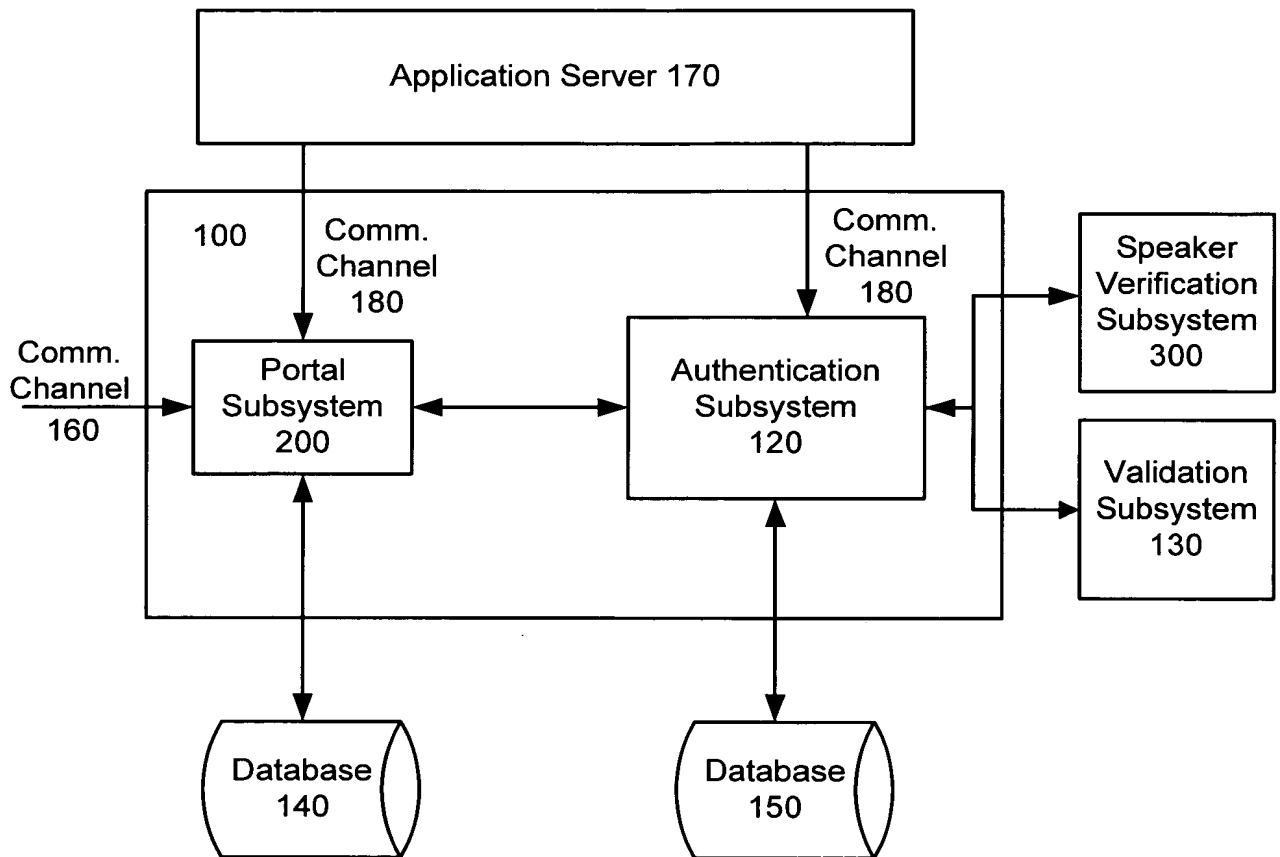 Application Server 170
100
Comm.
Channel
180
Comm.
Channel
180
Speaker
Verification
Subsystem
300
Comm.
Channel
160
Portal
Subsystem
200
Authentication
Subsystem
120
Validation
Subsystem
130
Database
140
Database
150